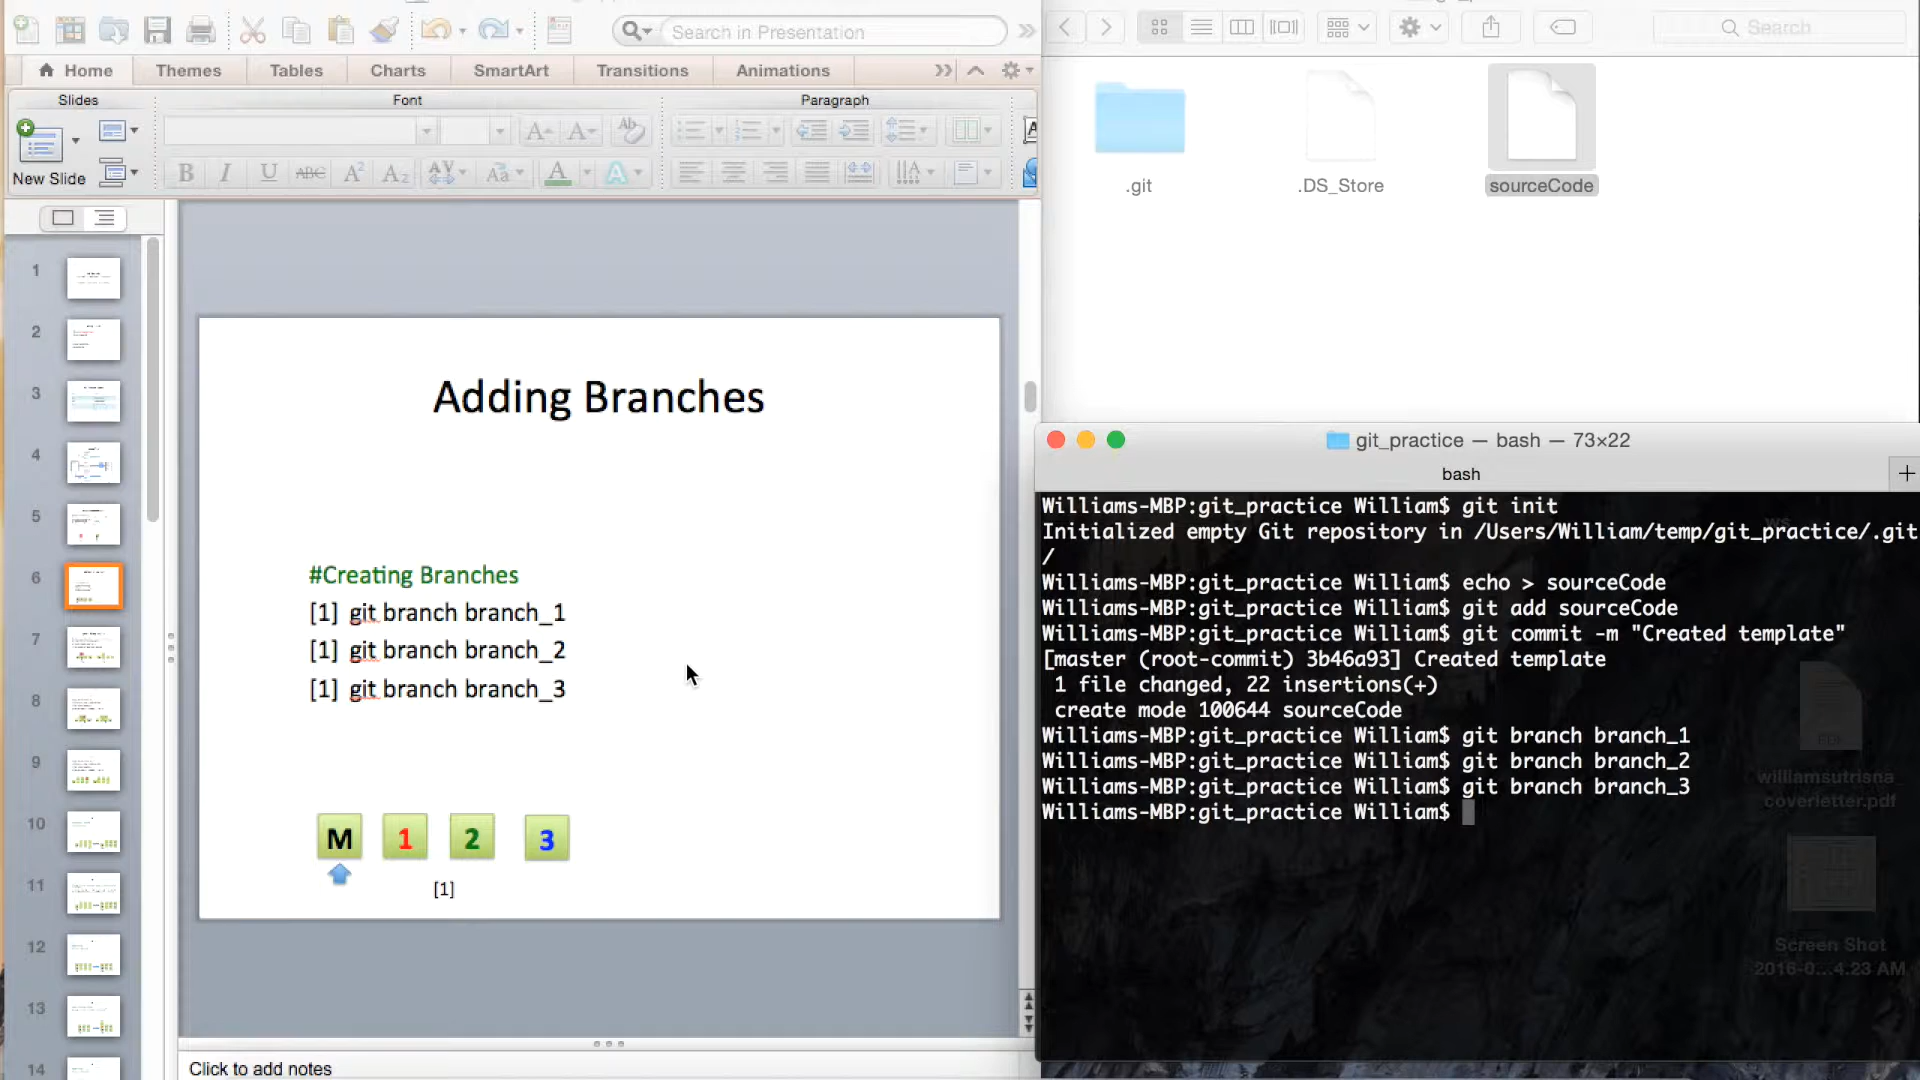 Search in Presentation
Home
Themes
Tables
Charts
SmartArt
Transitions
Animations
Slides
Font
Paragraph
New Slide
B I U ABC A² A₂ AV Aa A A
1
2
3
4
5
6
7
8
9
10
11
12
13
14
Adding Branches
#Creating Branches
[1] git branch branch_1
[1] git branch branch_2
[1] git branch branch_3
M 1 2 3
[1]
Click to add notes
Search
.git
.DS_Store
sourceCode
git_practice — bash — 73×22
bash
Williams-MBP:git_practice William$ git init
Initialized empty Git repository in /Users/William/temp/git_practice/.git
/
Williams-MBP:git_practice William$ echo > sourceCode
Williams-MBP:git_practice William$ git add sourceCode
Williams-MBP:git_practice William$ git commit -m "Created template"
[master (root-commit) 3b46a93] Created template
1 file changed, 22 insertions(+)
create mode 100644 sourceCode
Williams-MBP:git_practice William$ git branch branch_1
Williams-MBP:git_practice William$ git branch branch_2
Williams-MBP:git_practice William$ git branch branch_3
Williams-MBP:git_practice William$
williamsutrisna_
coverletter.pdf
Screen Shot
2016-0...4.23 AM